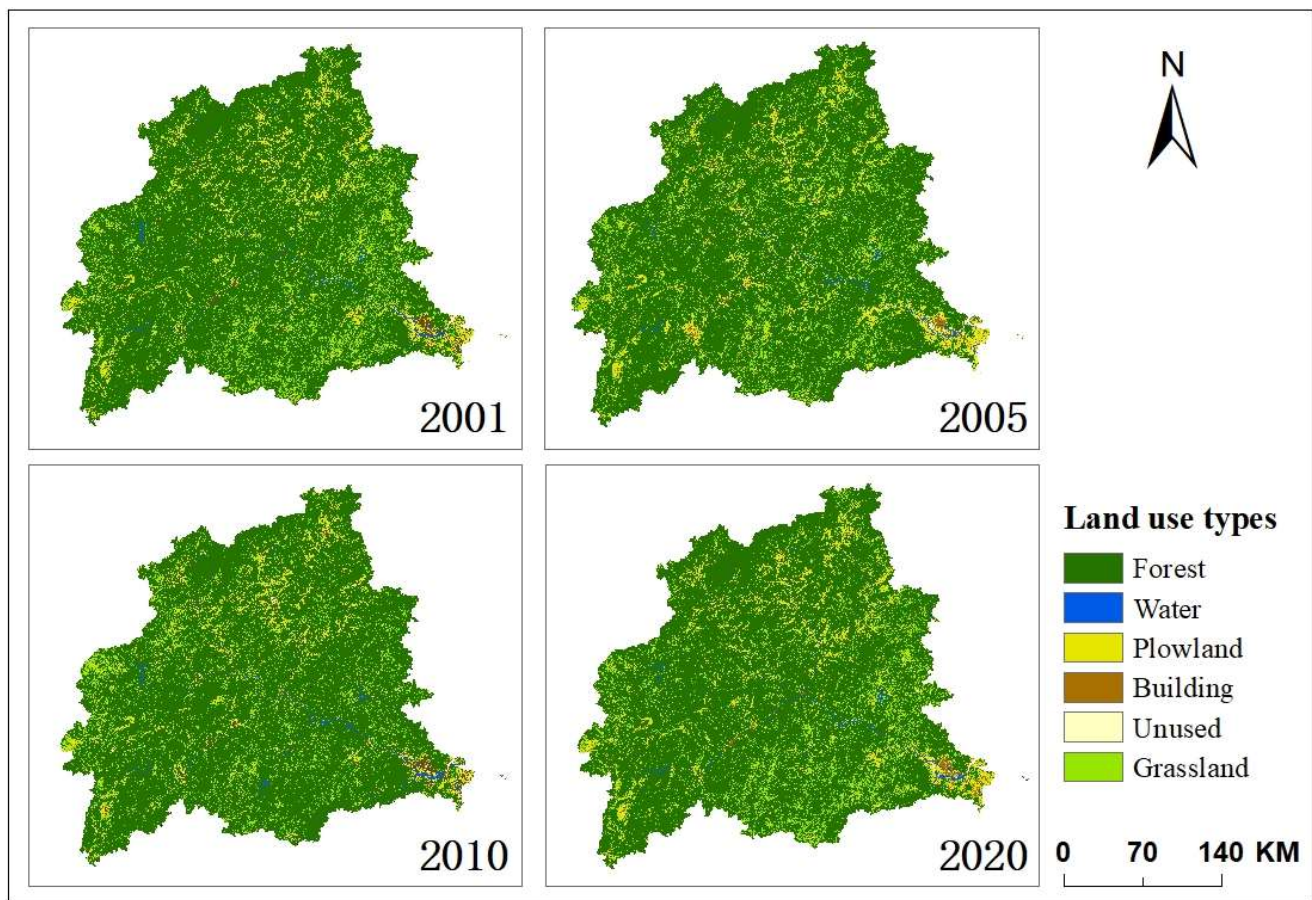 2001
2005
N
2010
2020
Land use types
Forest
Water
Plowland
Building
Unused
Grassland
0 70 140 KM